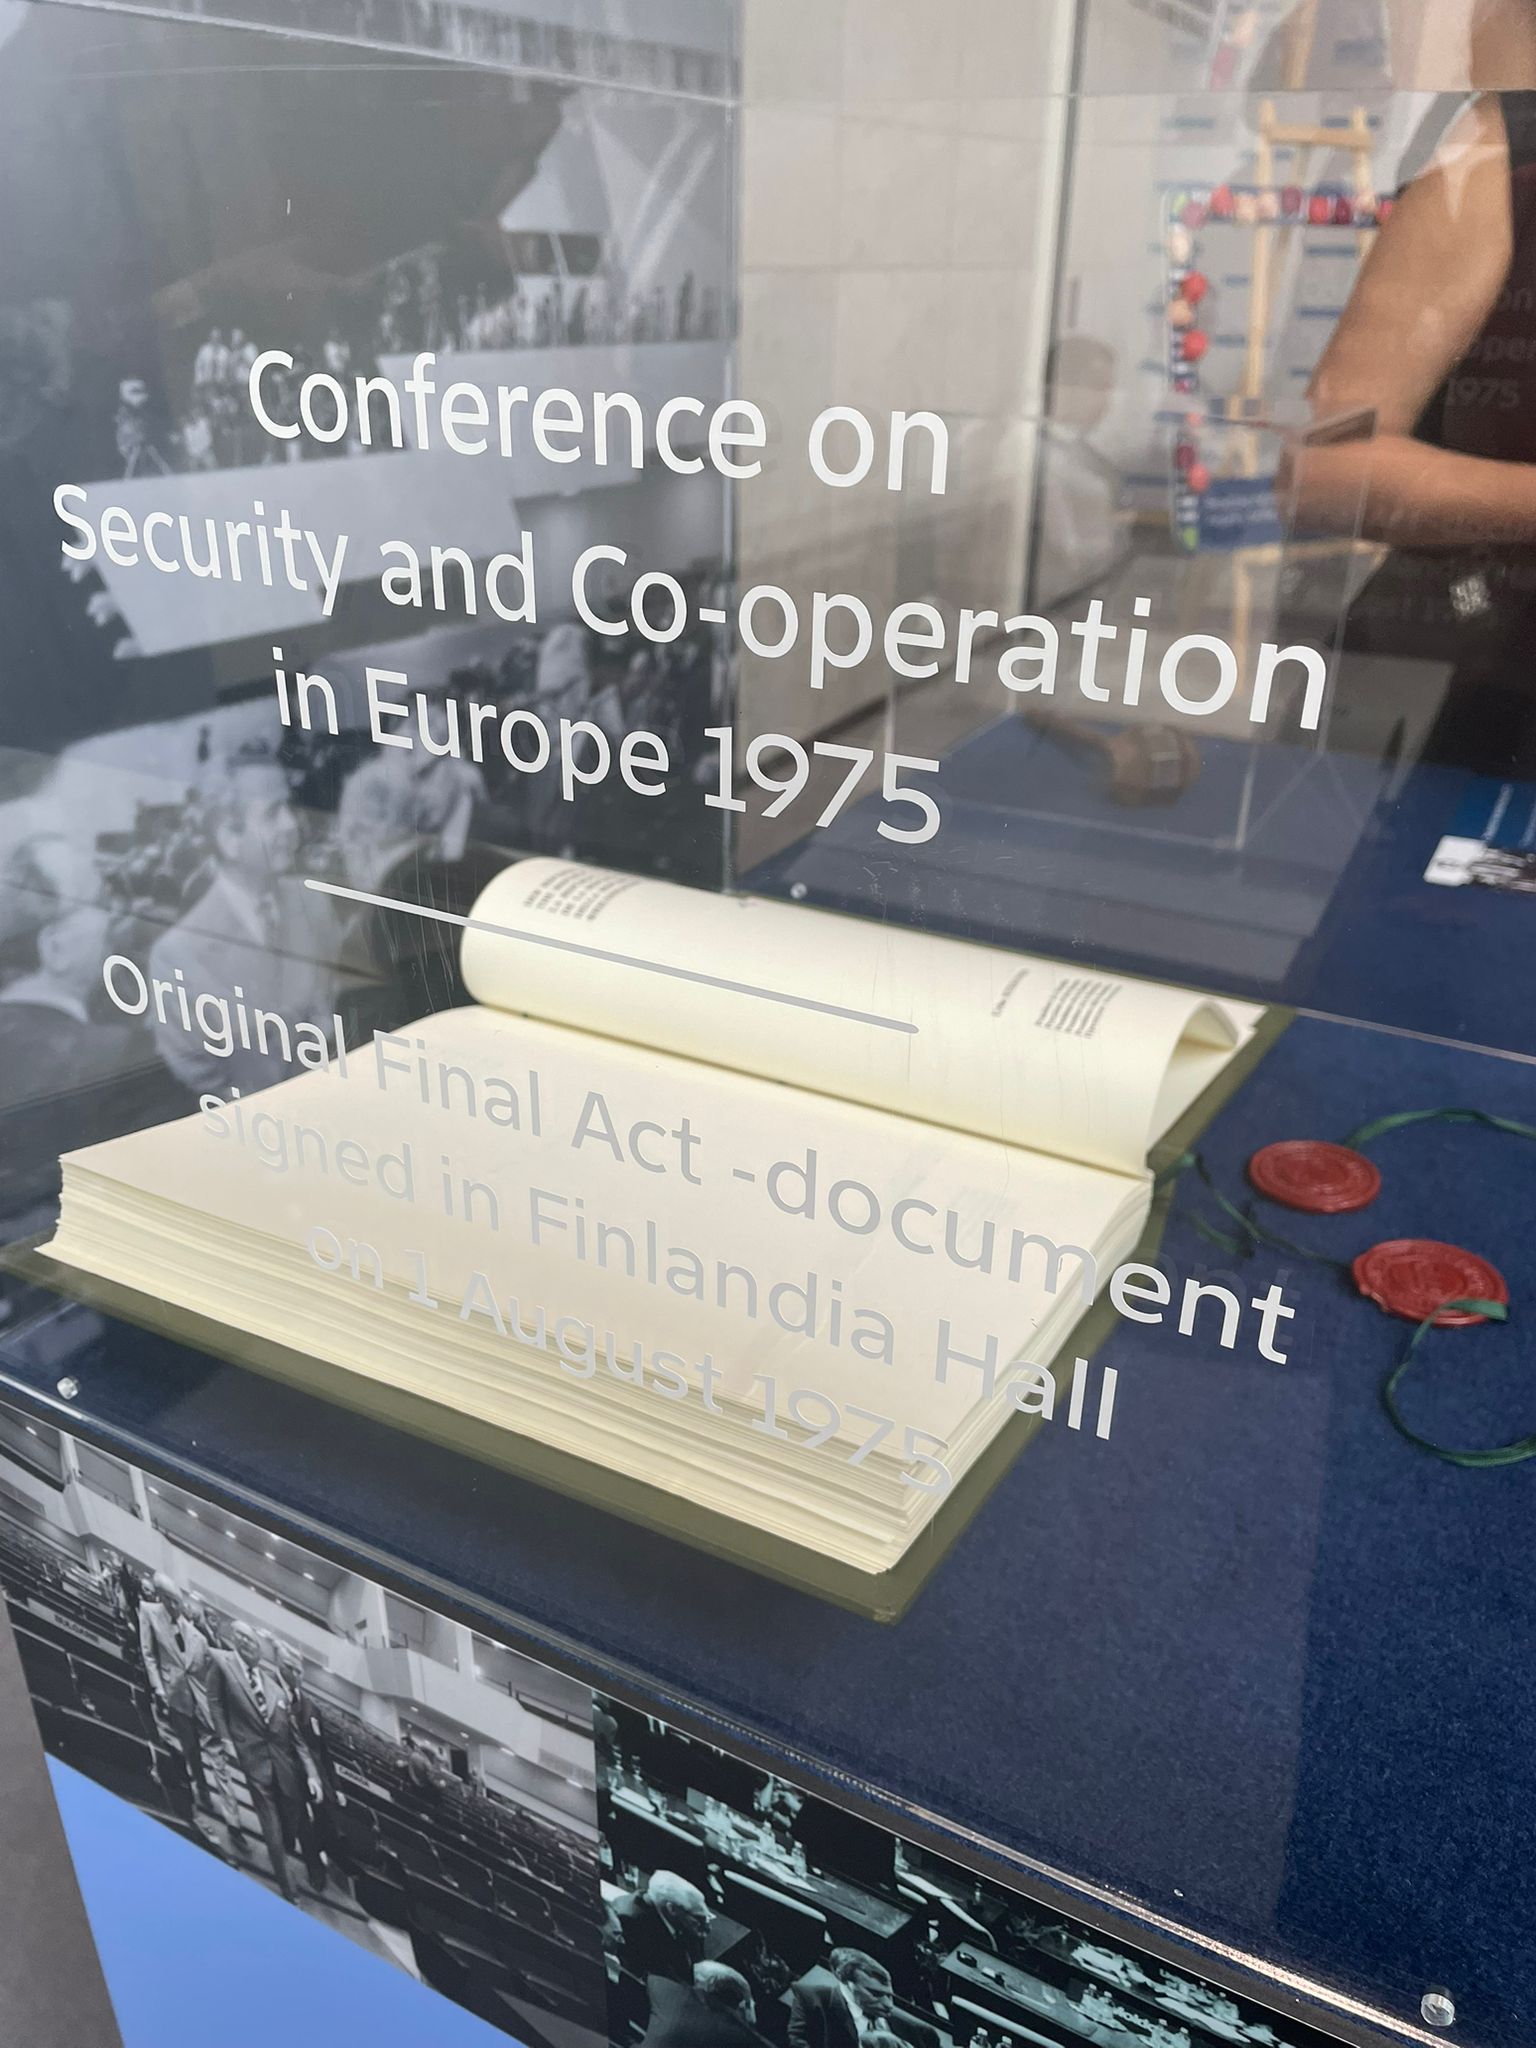 Conference on
Security and Co-operation
in Europe 1975
Original Final Act -document
signed in Finlandia Hall
on 1 August 1975
CANADA